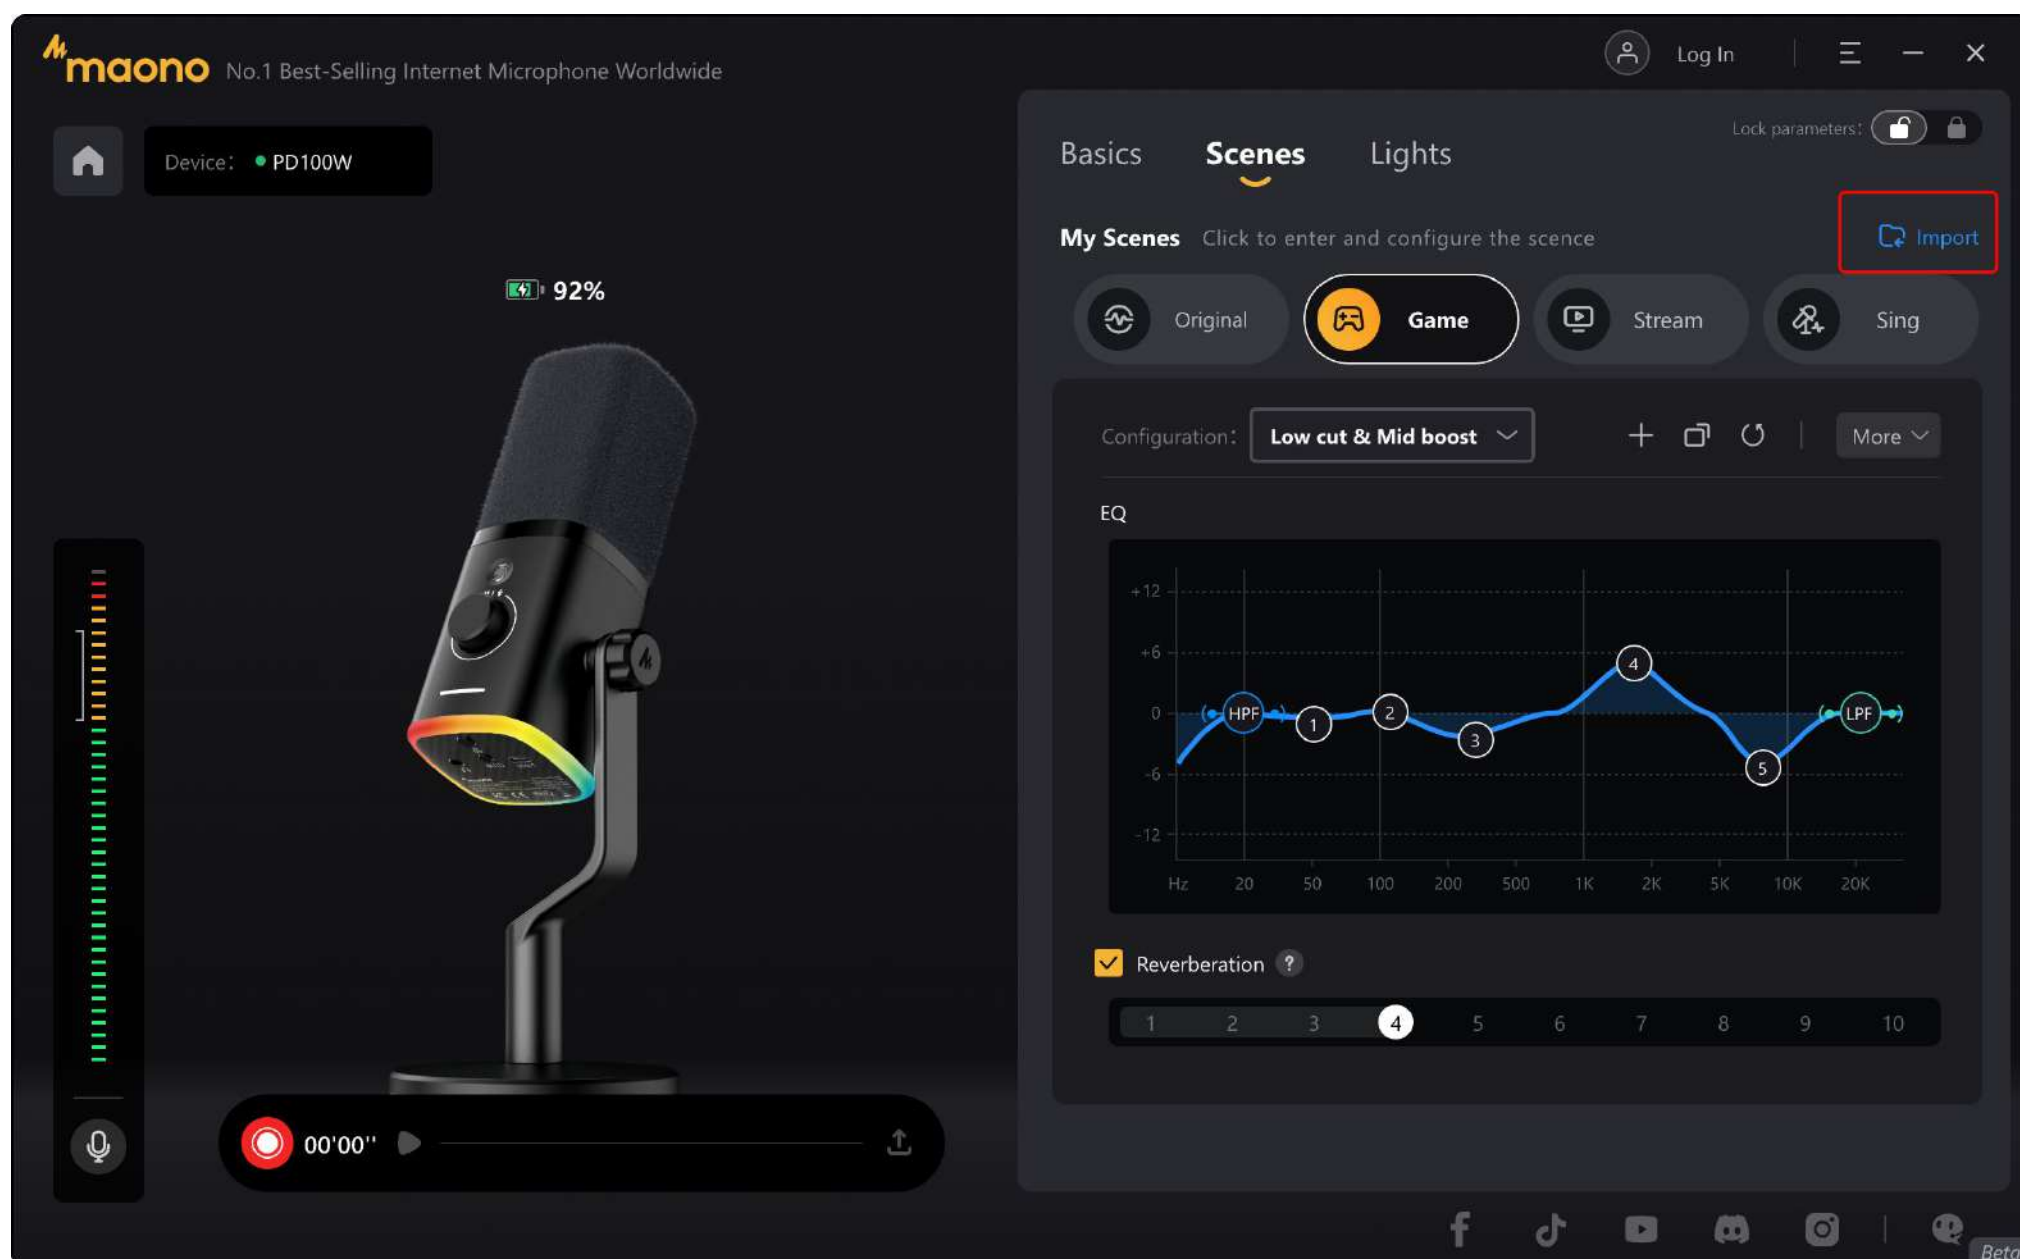 maono No.1 Best-Selling Internet Microphone Worldwide
Log In
Device: PD100W
92%
00'00''
Basics Scenes Lights
Lock parameters:
My Scenes Click to enter and configure the scence
Import
Original Game Stream Sing
Configuration: Low cut & Mid boost
More
EQ
+12
+6
0
-6
-12
HPF 1 2 3 4 5 LPF
Hz 20 50 100 200 500 1K 2K 5K 10K 20K
Reverberation ?
1 2 3 4 5 6 7 8 9 10
Beta